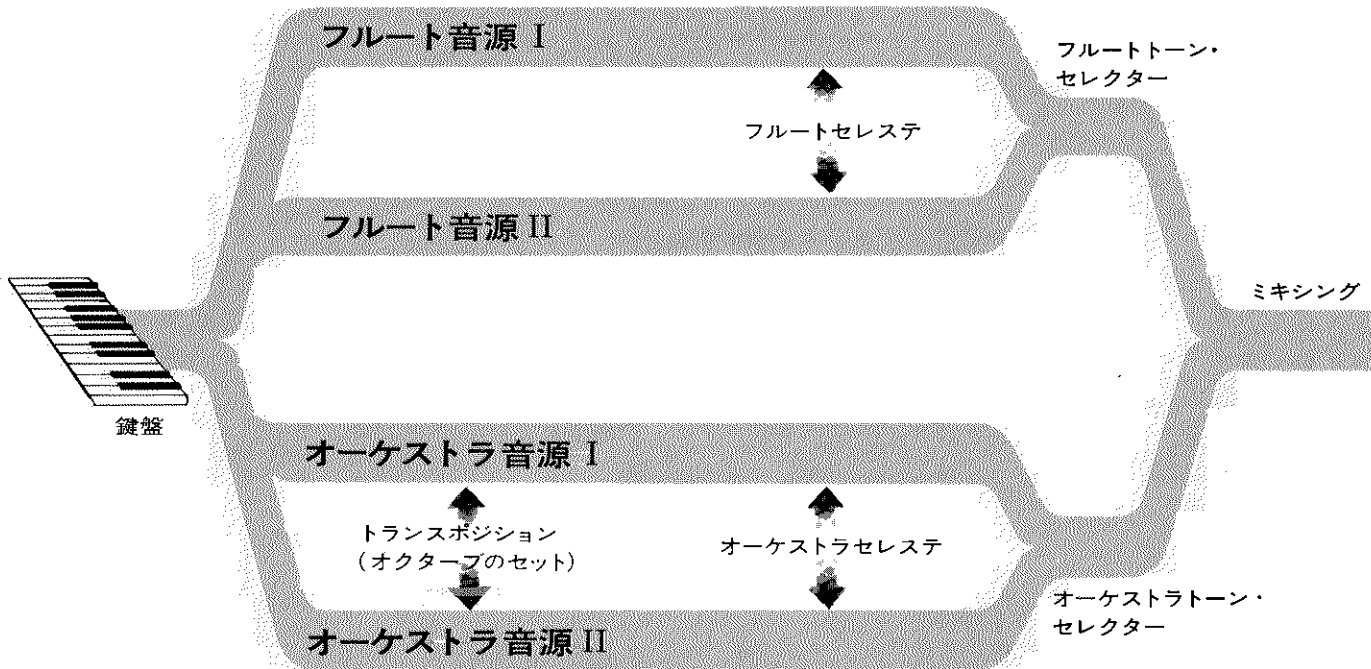 フルート音源 I
フルートトーン・
セレクター
フルートセレステ
フルート音源 II
ミキシング
鍵盤
オーケストラ音源 I
トランスポジション
(オクターブのセット)
オーケストラセレステ
オーケストラトーン・
セレクター
オーケストラ音源 II